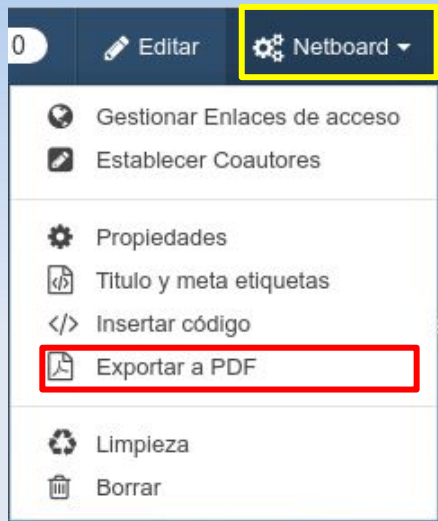 0 Editar Netboard
Gestionar Enlaces de acceso
Establecer Coautores
Propiedades
Titulo y meta etiquetas
Insertar código
Exportar a PDF
Limpieza
Borrar